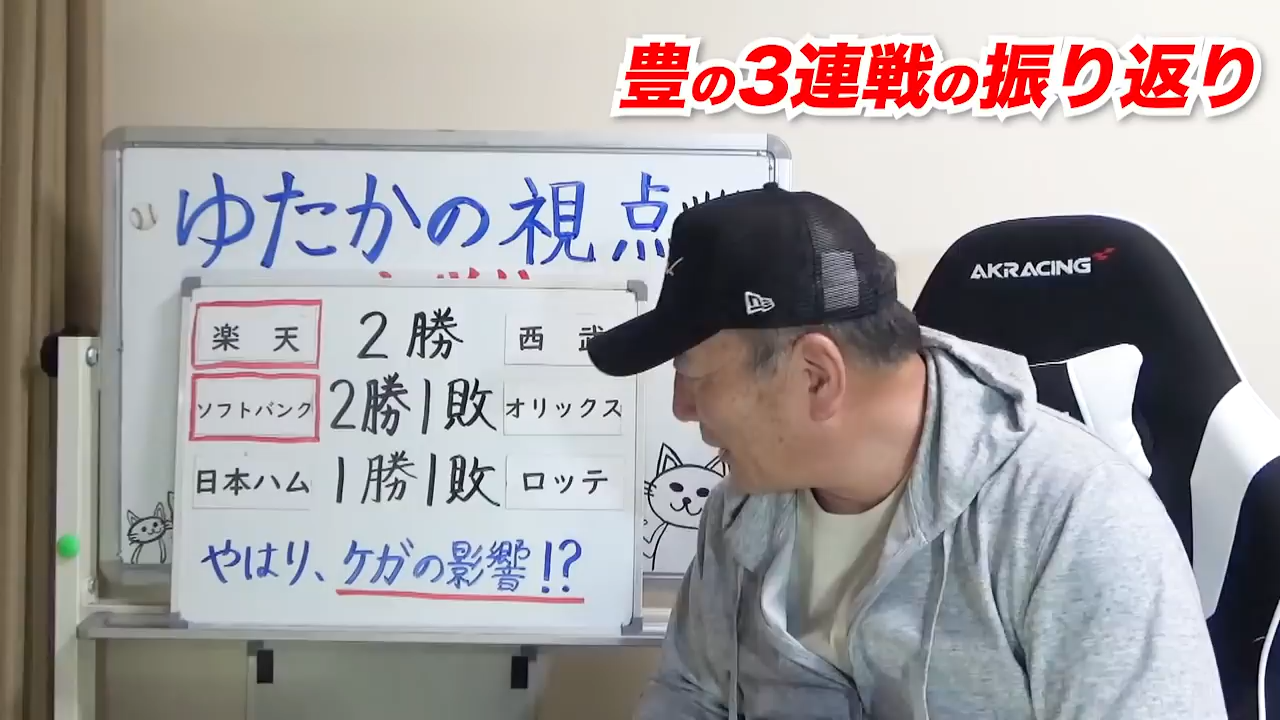 豊の3連戦の振り返り
ゆたかの視点
楽天 2勝 西武
ソフトバンク 2勝1敗 オリックス
日本ハム 1勝1敗 ロッテ
やはり、ケガの影響!?
AKRACING